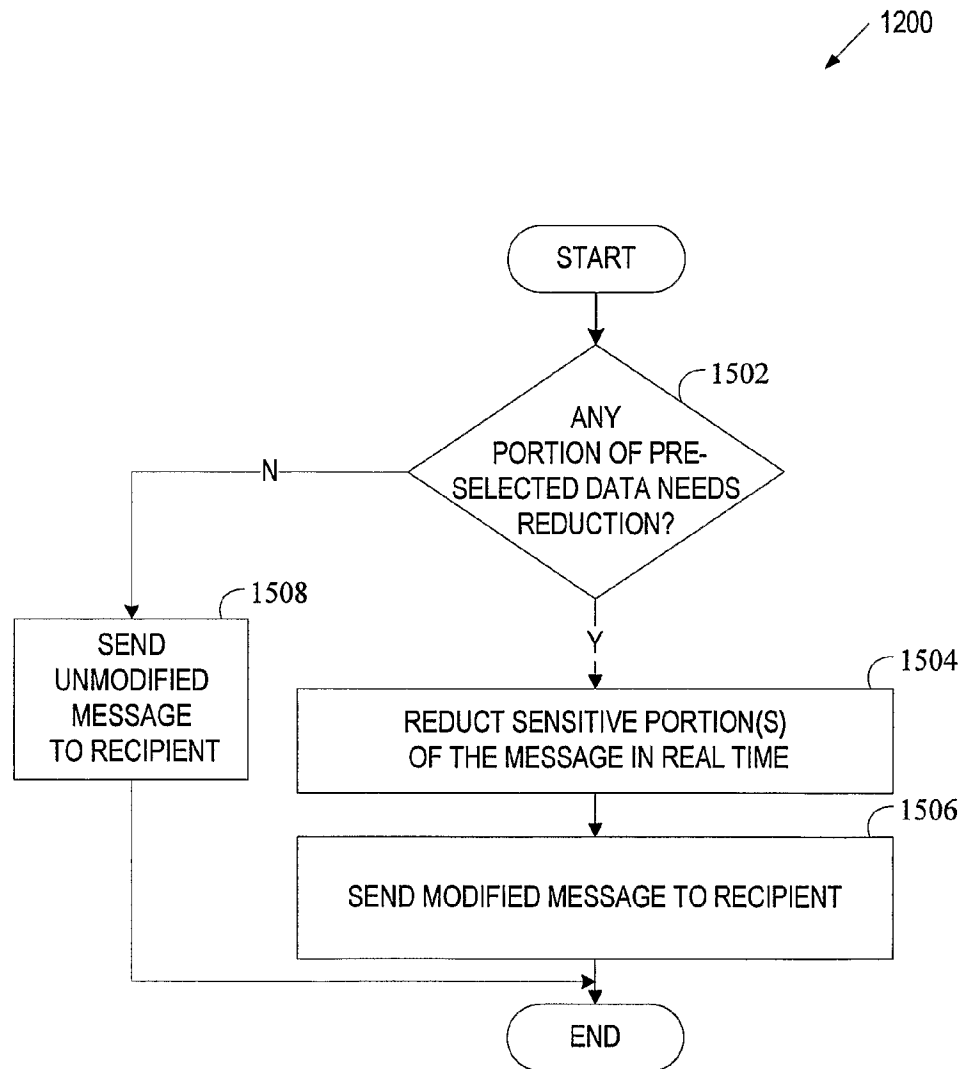 1200
START
1502
ANY
PORTION OF PRE-
SELECTED DATA NEEDS
REDUCTION?
N
Y
1508
SEND
UNMODIFIED
MESSAGE
TO RECIPIENT
1504
REDUCT SENSITIVE PORTION(S)
OF THE MESSAGE IN REAL TIME
1506
SEND MODIFIED MESSAGE TO RECIPIENT
END